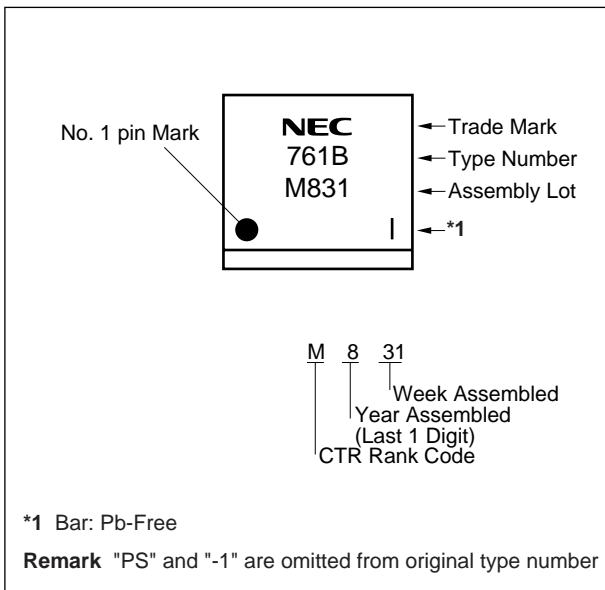 No. 1 pin Mark
NEC
761B
M831
Trade Mark
Type Number
Assembly Lot
*1
M 8 31
Week Assembled
Year Assembled
(Last 1 Digit)
CTR Rank Code
*1 Bar: Pb-Free
Remark "PS" and "-1" are omitted from original type number